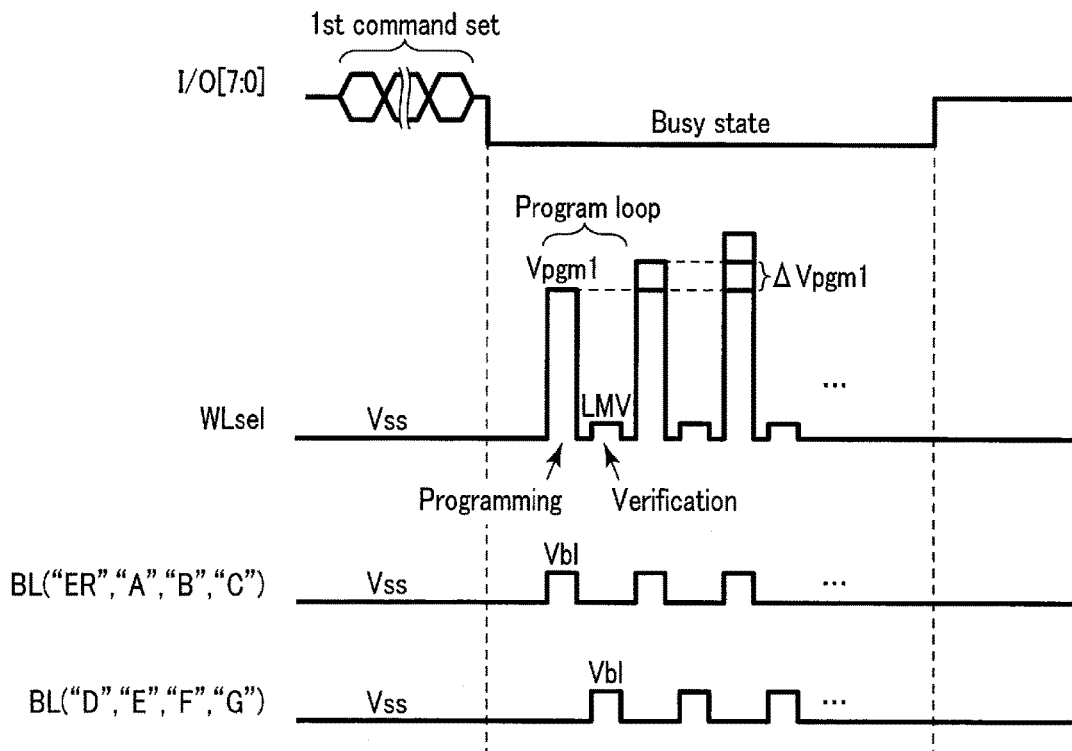 1st command set
I/O[7:0]
Busy state
Program loop
Vpgm1
Δ Vpgm1
LMV
...
WLsel
Vss
Programming
Verification
Vbl
BL(“ER”,“A”,“B”,“C”)
Vss
...
Vbl
BL(“D”,“E”,“F”,“G”)
Vss
...